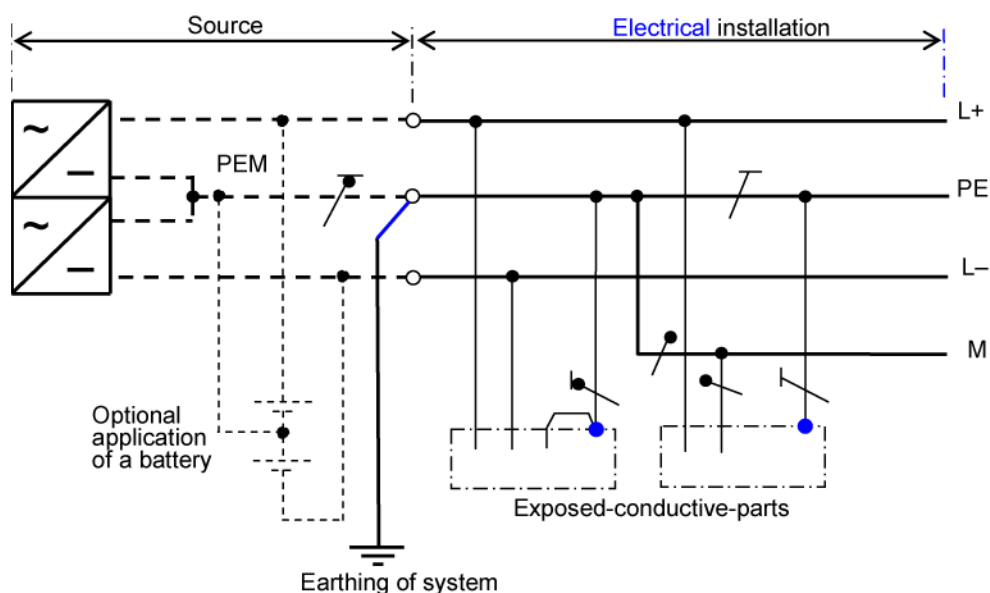 Source
Electrical installation
L+
PEM
PE
L–
M
Optional
application
of a battery
Exposed-conductive-parts
Earthing of system